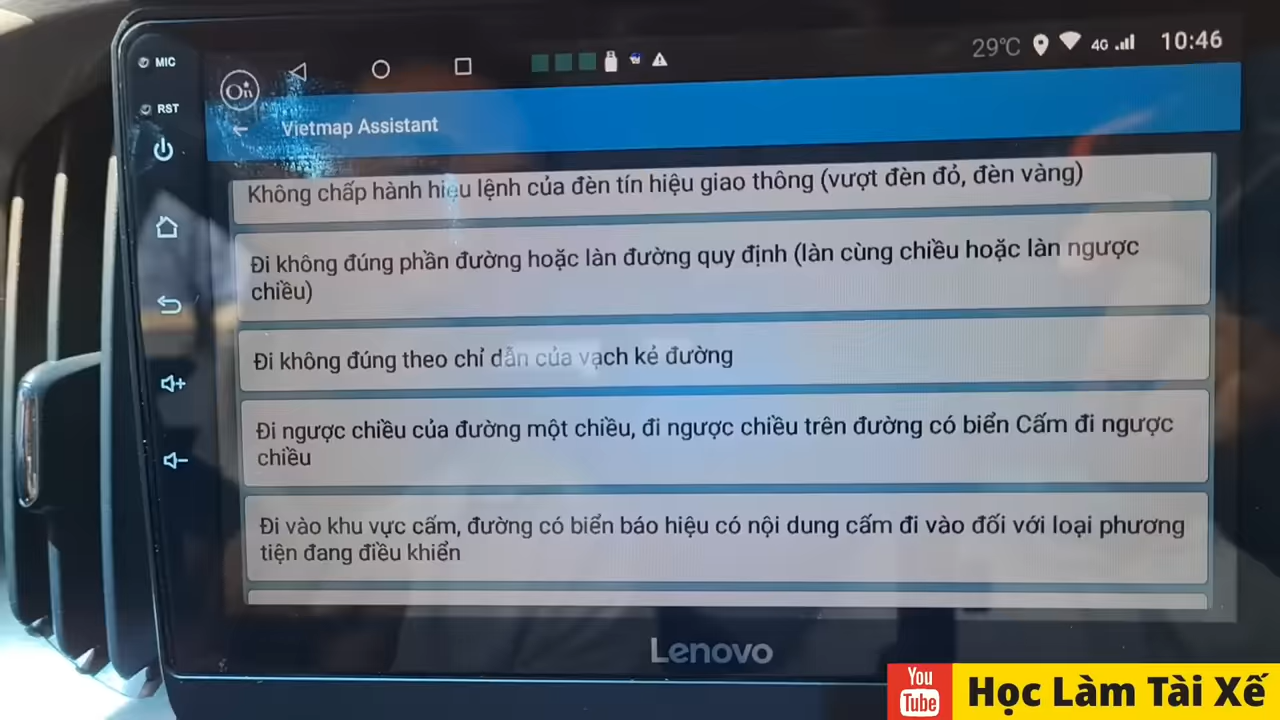 MIC
29°C
4G
10:46
On
RST
Vietmap Assistant
Không chấp hành hiệu lệnh của đèn tín hiệu giao thông (vượt đèn đỏ, đèn vàng)
Đi không đúng phần đường hoặc làn đường quy định (làn cùng chiều hoặc làn ngược
chiều)
Đi không đúng theo chỉ dẫn của vạch kẻ đường
Đi ngược chiều của đường một chiều, đi ngược chiều trên đường có biển Cấm đi ngược
chiều
Đi vào khu vực cấm, đường có biển báo hiệu có nội dung cấm đi vào đối với loại phương
tiện đang điều khiển
Lenovo
You
Tube
Học Làm Tài Xế